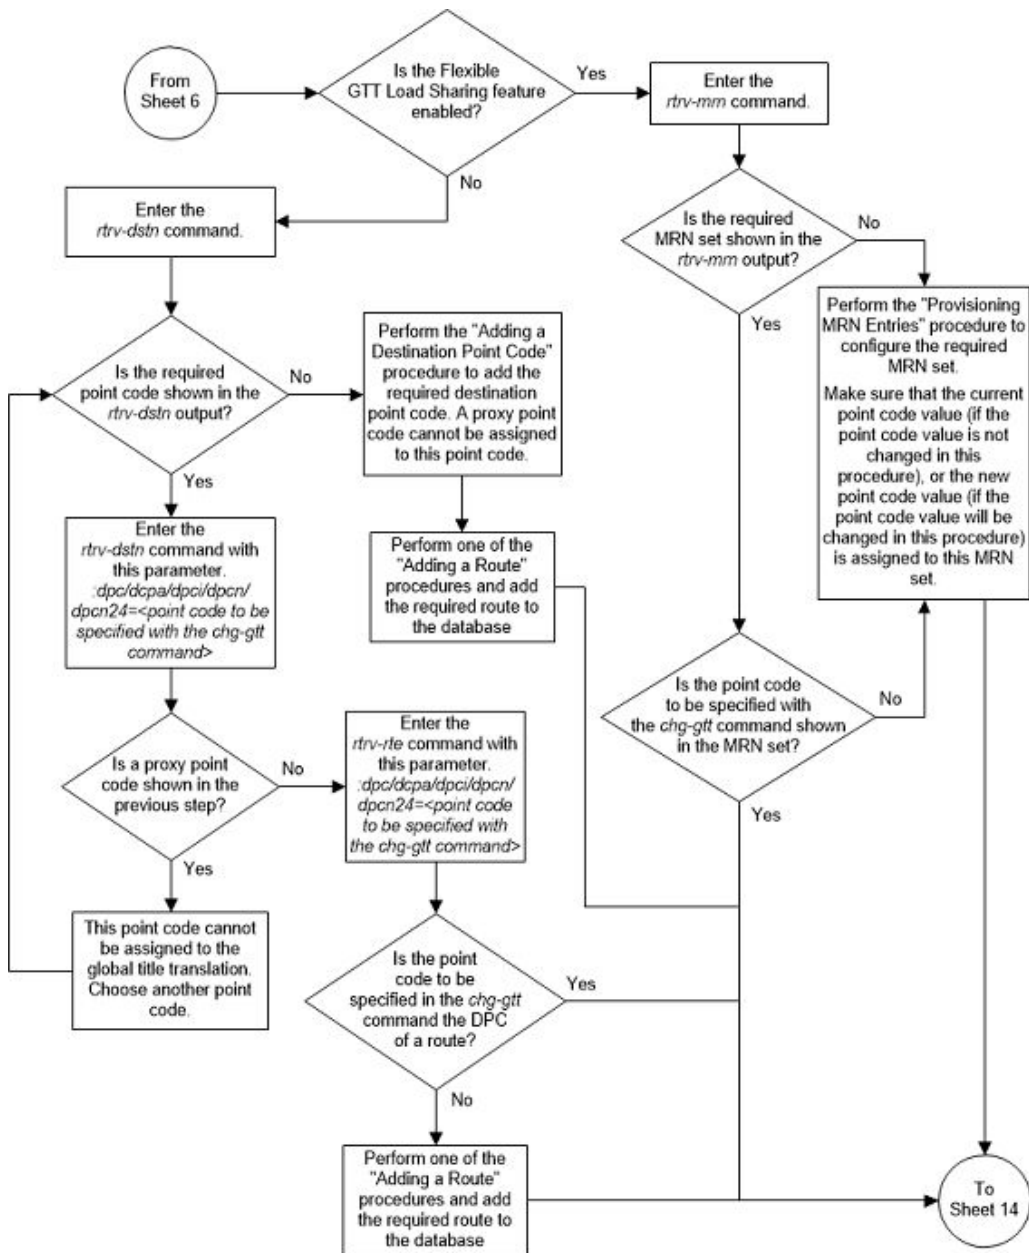 From
Sheet 6
Is the Flexible
GTT Load Sharing feature
enabled?
Yes
Enter the
rtrv-mrn command.
No
Enter the
rtrv-dstn command.
Is the required
MRN set shown in the
rtrv-mrn output?
No
Yes
Perform the "Provisioning
MRN Entries" procedure to
configure the required
MRN set.
Make sure that the current
point code value (if the
point code value is not
changed in this
procedure), or the new
point code value (if the
point code value will be
changed in this procedure)
is assigned to this MRN
set.
Is the required
point code shown in the
rtrv-dstn output?
No
Yes
Perform the "Adding a
Destination Point Code"
procedure to add the
required destination
point code. A proxy point
code cannot be assigned
to this point code.
Perform one of the
"Adding a Route"
procedures and add
the required route to
the database
Enter the
rtrv-dstn command with
this parameter.
:dpc/dcpa/dpci/dpcn/
dpcn24=<point code to be
specified with the chg-gtt
command>
Is the point code
to be specified with
the chg-gtt command shown
in the MRN set?
No
Yes
Is a proxy point
code shown in the
previous step?
No
Yes
Enter the
rtrv-rte command with
this parameter.
:dpc/dcpa/dpci/dpcn/
dpcn24=<point code
to be specified with
the chg-gtt command>
This point code cannot
be assigned to the
global title translation.
Choose another point
code.
Is the point
code to be
specified in the chg-gtt
command the DPC
of a route?
Yes
No
Perform one of the
"Adding a Route"
procedures and add
the required route to
the database
To
Sheet 14